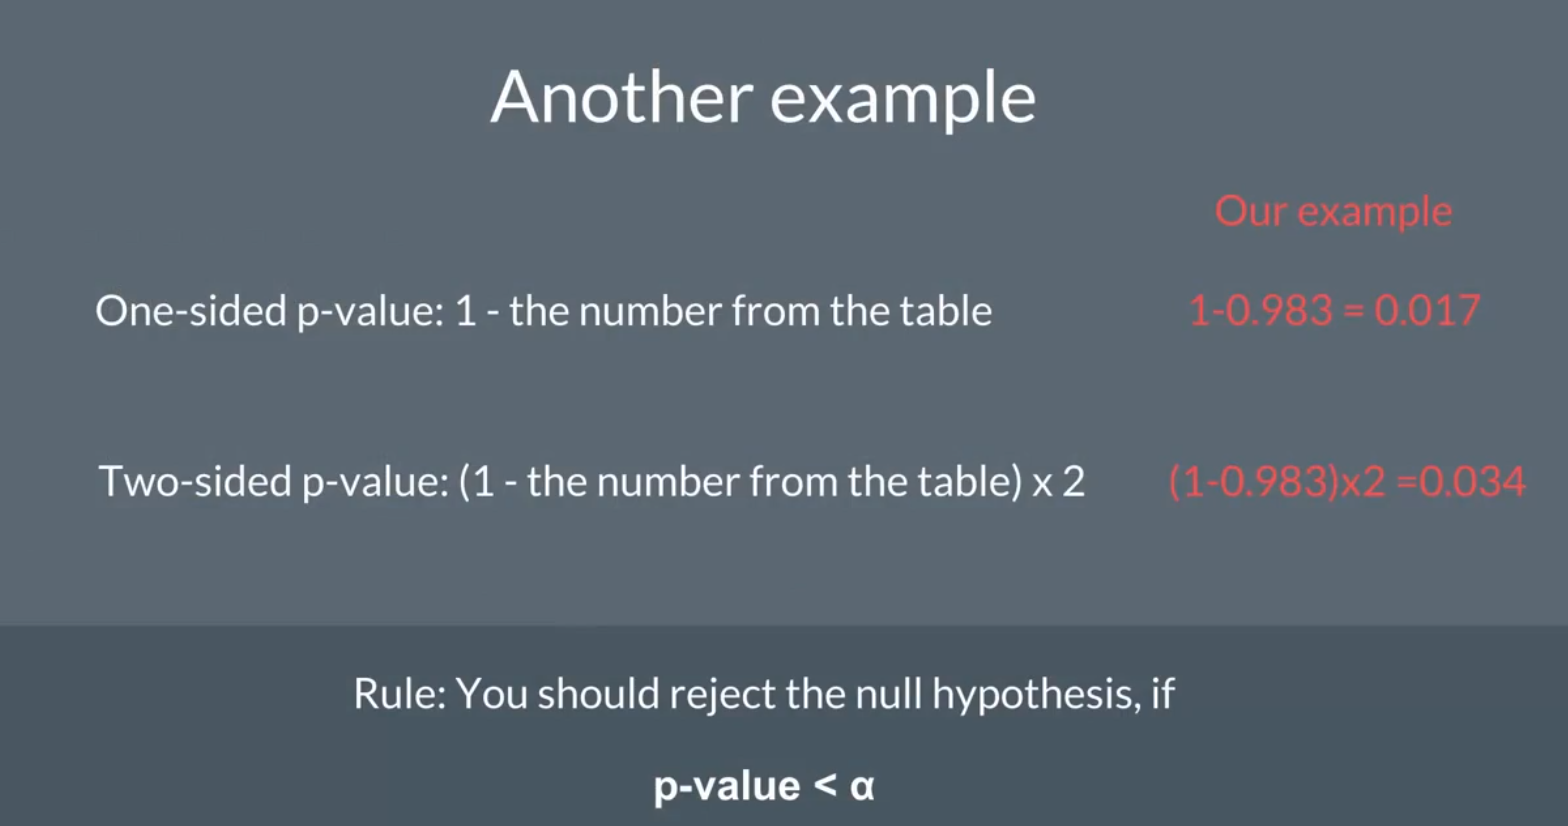 Another example
Our example
One-sided p-value: 1 - the number from the table
1-0.983 = 0.017
Two-sided p-value: (1 - the number from the table) x 2
(1-0.983)x2 =0.034
Rule: You should reject the null hypothesis, if
p-value < α